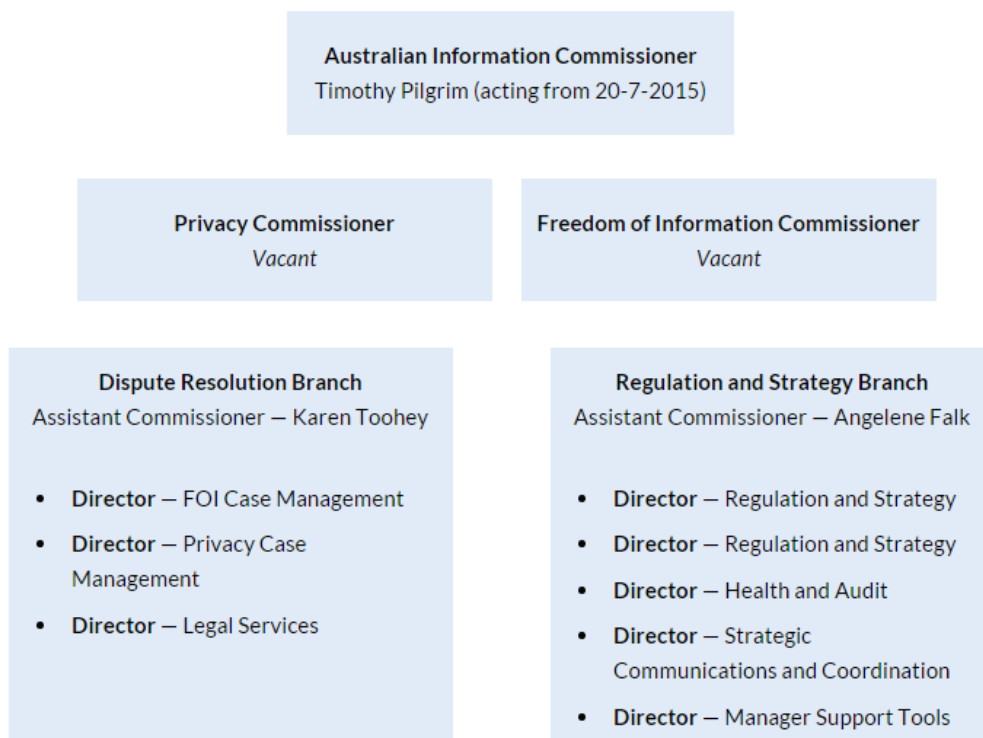 Australian Information Commissioner
Timothy Pilgrim (acting from 20-7-2015)
Privacy Commissioner
Vacant
Freedom of Information Commissioner
Vacant
Dispute Resolution Branch
Assistant Commissioner — Karen Toohey
• Director — FOI Case Management
• Director — Privacy Case
Management
• Director — Legal Services
Regulation and Strategy Branch
Assistant Commissioner — Angelene Falk
• Director — Regulation and Strategy
• Director — Regulation and Strategy
• Director — Health and Audit
• Director — Strategic
Communications and Coordination
• Director — Manager Support Tools